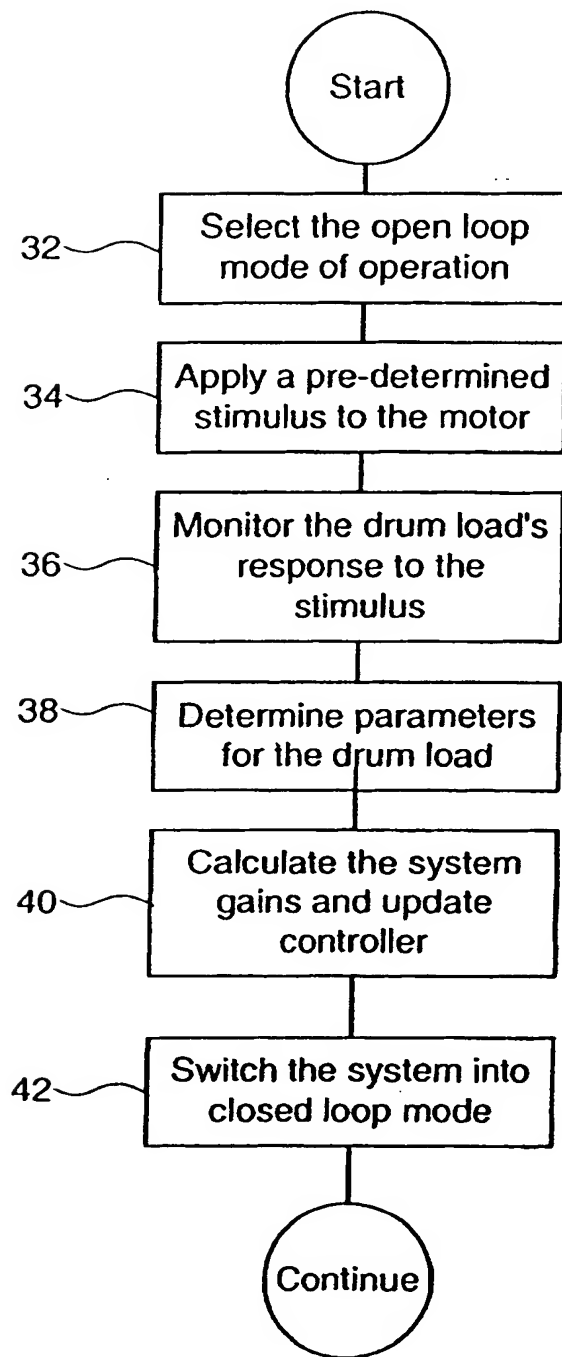 Start
32
Select the open loop
mode of operation
34
Apply a pre-determined
stimulus to the motor
36
Monitor the drum load's
response to the
stimulus
38
Determine parameters
for the drum load
40
Calculate the system
gains and update
controller
42
Switch the system into
closed loop mode
Continue